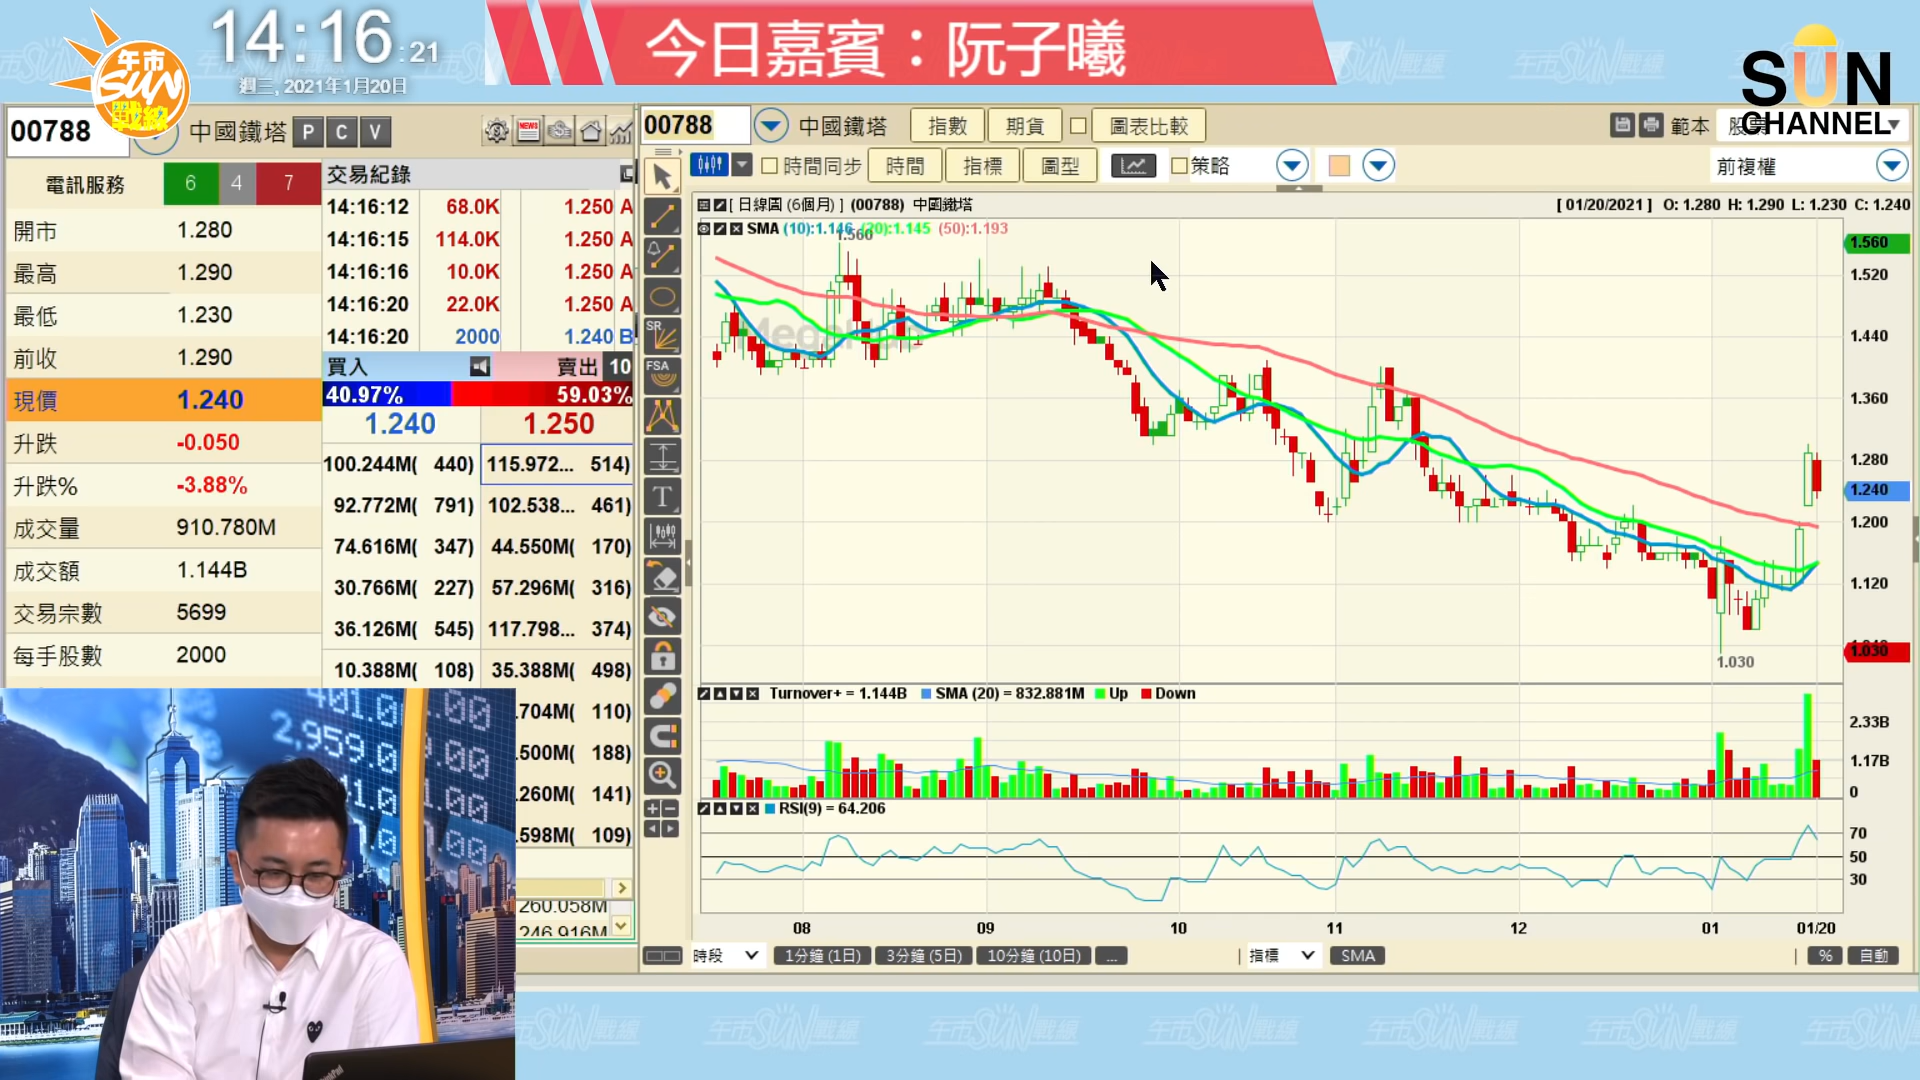 午市
SUN
戰線
14:16:21
週三, 2021年1月20日
今日嘉賓：阮子曦
SUN
CHANNEL
00788
中國鐵塔
P C V
NEWS
電訊服務
6 4 7
開市 1.280
最高 1.290
最低 1.230
前收 1.290
現價 1.240
升跌 -0.050
升跌% -3.88%
成交量 910.780M
成交額 1.144B
交易宗數 5699
每手股數 2000
交易紀錄
14:16:12 68.0K 1.250 A
14:16:15 114.0K 1.250 A
14:16:16 10.0K 1.250 A
14:16:20 22.0K 1.250 A
14:16:20 2000 1.240 B
買入 賣出 10
40.97% 59.03%
1.240 1.250
100.244M( 440) 115.972... 514)
92.772M( 791) 102.538... 461)
74.616M( 347) 44.550M( 170)
30.766M( 227) 57.296M( 316)
36.126M( 545) 117.798... 374)
10.388M( 108) 35.388M( 498)
.704M( 110)
.500M( 188)
.260M( 141)
.598M( 109)
260.058M
246.916M
00788
中國鐵塔
指數
期貨
圖表比較
範本
時間同步
時間
指標
圖型
策略
前複權
[ 日線圖 (6個月) ] (00788) 中國鐵塔
[ 01/20/2021 ] O: 1.280 H: 1.290 L: 1.230 C: 1.240
SMA (10):1.146 (20):1.145 (50):1.193
1.560
1.560
1.520
1.440
1.360
1.280
1.240
1.200
1.120
1.030
1.030
SR
FSA
T
Turnover+ = 1.144B SMA (20) = 832.881M Up Down
2.33B
1.17B
0
RSI(9) = 64.206
70
50
30
08 09 10 11 12 01 01/20
時段
1分鐘 (1日)
3分鐘 (5日)
10分鐘 (10日)
...
指標
SMA
%
自動